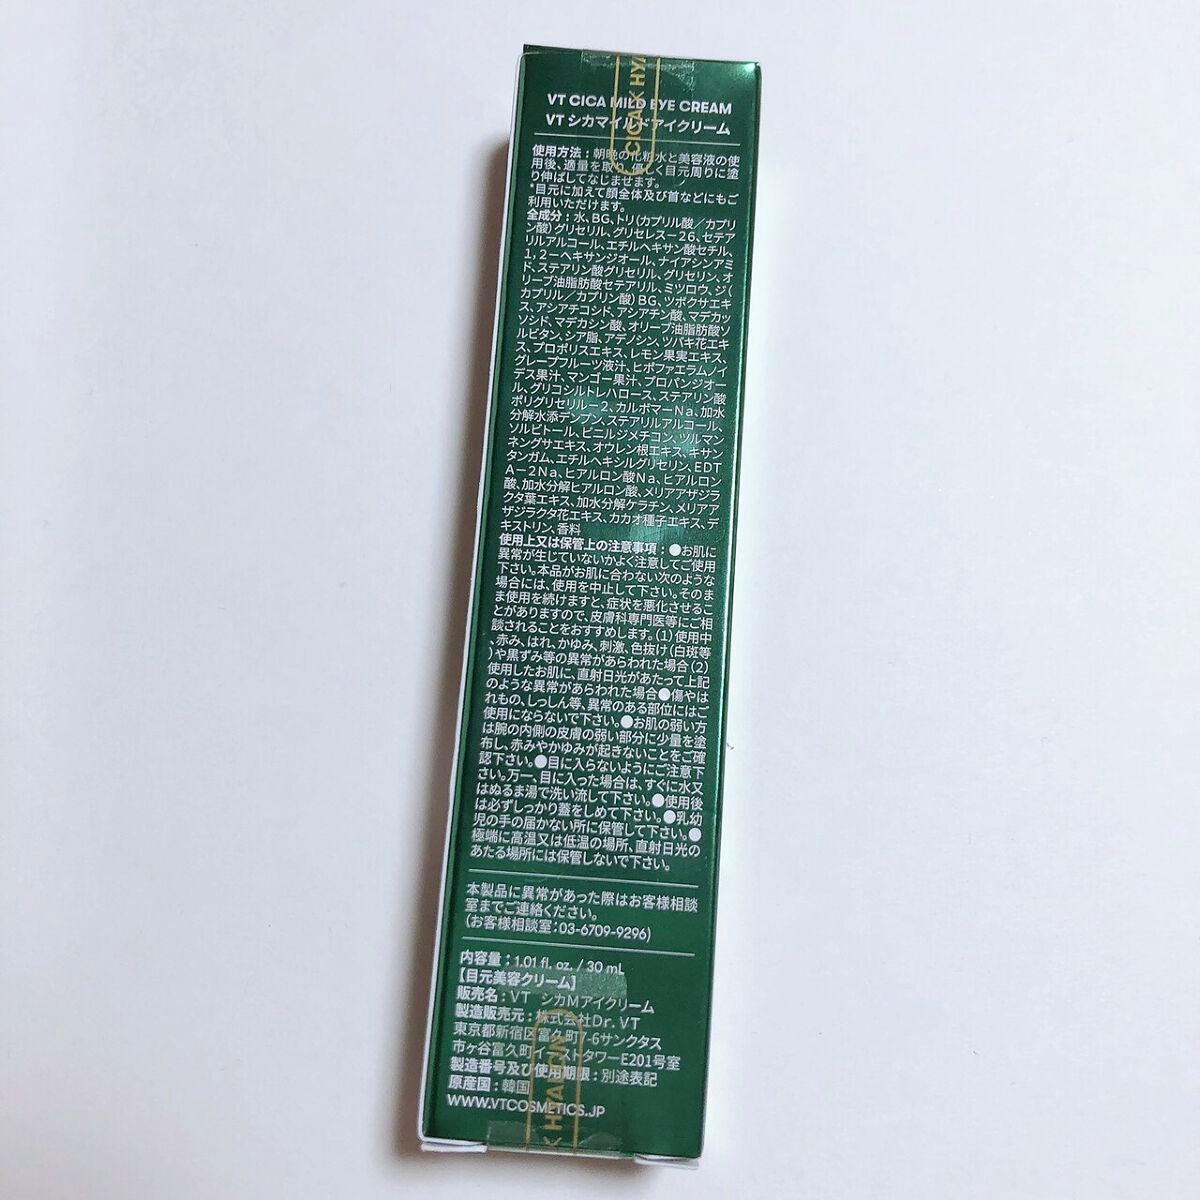 CICAX HYA
VT CICA MILD EYE CREAM
VT シカマイルドアイクリーム
使用方法：朝晩の化粧水と美容液の使
用後、適量を取り、優しく目元周りに塗
り伸ばしてなじませます。
*目元に加えて顔全体及び首などにもご
利用いただけます。
全成分：水、BG、トリ(カプリル酸／カプリ
ン酸)グリセリル、グリセレスー26、セテア
リルアルコール、エチルヘキサン酸セチル、
1,2ーヘキサンジオール、ナイアシンアミ
ド、ステアリン酸グリセリル、グリセリン、オ
リーブ油脂肪酸セテアリル、ミツロウ、ジ(
カプリル／カプリン酸)BG、ツボクサエキ
ス、アシアチコシド、アシアチン酸、マデカッ
ソシド、マデカシン酸、オリーブ油脂肪酸ソ
ルビタン、シア脂、アデノシン、ツバキ花エキ
ス、プロポリスエキス、レモン果実エキス、
グレープフルーツ液汁、ヒポファエラムノイ
デス果汁、マンゴー果汁、プロパンジオー
ル、グリコシルトレハロース、ステアリン酸
ポリグリセリルー2、カルボマーNa、加水
分解水添デンプン、ステアリルアルコール、
ソルビトール、ビニルジメチコン、ツルマン
ネングサエキス、オウレン根エキス、キサン
タンガム、エチルヘキシルグリセリン、EDT
Aー2Na、ヒアルロン酸Na、ヒアルロン
酸、加水分解ヒアルロン酸、メリアアザジラ
クタ葉エキス、加水分解ケラチン、メリアア
ザジラクタ花エキス、カカオ種子エキス、デ
キストリン、香料
使用上又は保管上の注意事項：●お肌に
異常が生じていないかよく注意してご使用
下さい。本品がお肌に合わない次のような
場合には、使用を中止して下さい。そのま
ま使用を続けますと、症状を悪化させるこ
とがありますので、皮膚科専門医等にご相
談されることをおすすめします。(1)使用中
、赤み、はれ、かゆみ、刺激、色抜け(白斑等
)や黒ずみ等の異常があらわれた場合(2)
使用したお肌に、直射日光があたって上記
のような異常があらわれた場合●傷やは
れもの、しっしん等、異常のある部位にはご
使用にならないで下さい。●お肌の弱い方
は腕の内側の皮膚の弱い部分に少量を塗
布し、赤みやかゆみが起きないことをご確
認下さい。●目に入らないようにご注意下
さい。万一、目に入った場合は、すぐに水又
はぬるま湯で洗い流して下さい。●使用後
は必ずしっかり蓋をしめて下さい。●乳幼
児の手の届かない所に保管して下さい。●
極端に高温又は低温の場所、直射日光の
あたる場所には保管しないで下さい。
本製品に異常があった際はお客様相談
室までご連絡ください。
(お客様相談室：03-6709-9296)
内容量：1.01 fl. oz. / 30 mL
【目元美容クリーム】
販売名：VT シカMアイクリーム
製造販売元：株式会社Dr. VT
東京都新宿区富久町7-6サンクタス
市ヶ谷富久町イーストタワーE201号室
製造番号及び使用期限：別途表記
原産国：韓国
WWW.VTCOSMETICS.JP
X HYALON